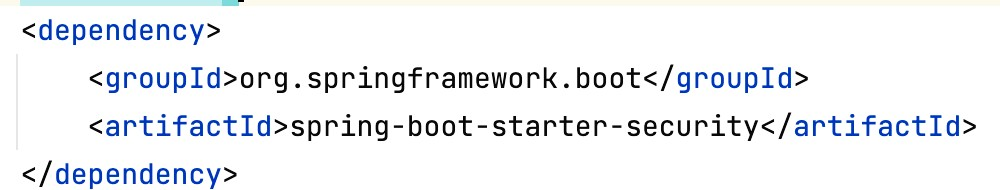 <dependency>
    <groupId>org.springframework.boot</groupId>
    <artifactId>spring-boot-starter-security</artifactId>
</dependency>